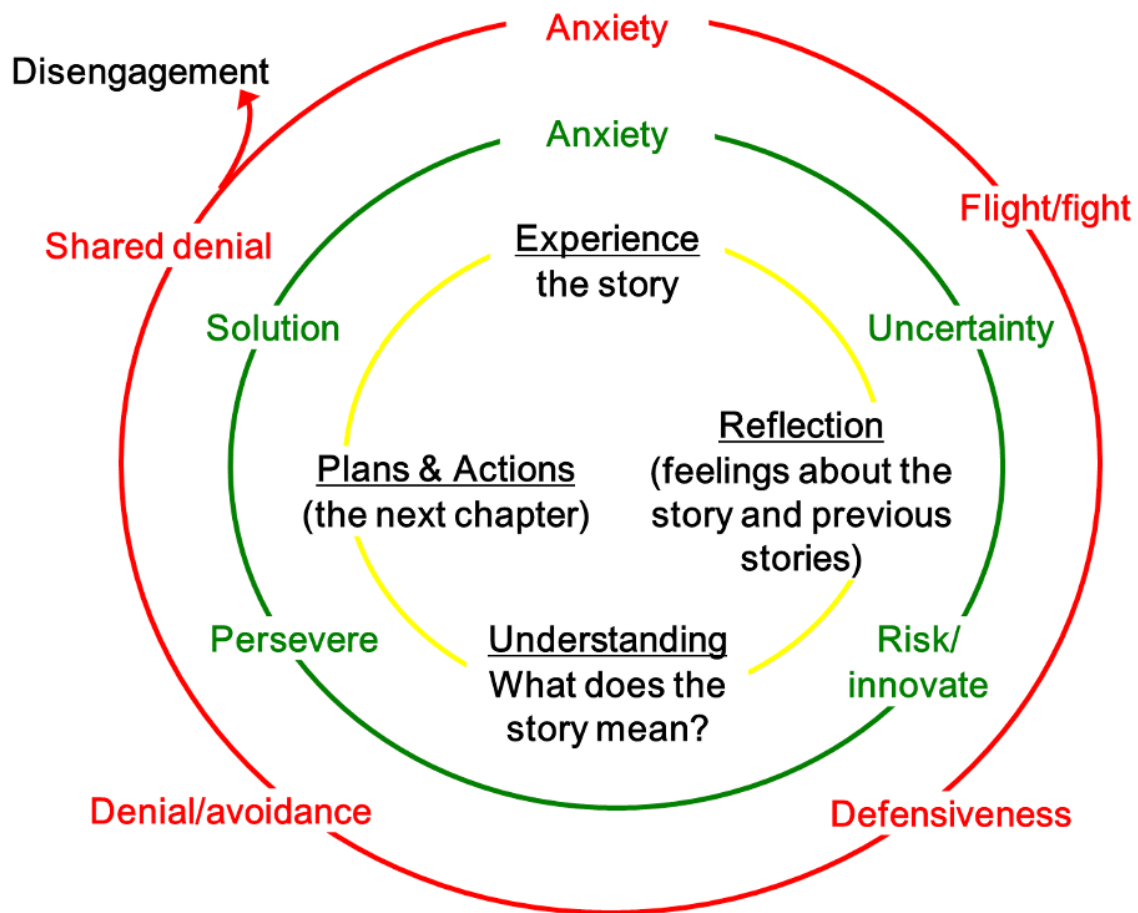 Anxiety
Disengagement
Anxiety
Flight/fight
Shared denial
Experience
the story
Solution
Uncertainty
Reflection
(feelings about the
story and previous
stories)
Plans & Actions
(the next chapter)
Persevere
Understanding
What does the
story mean?
Risk/
innovate
Denial/avoidance
Defensiveness